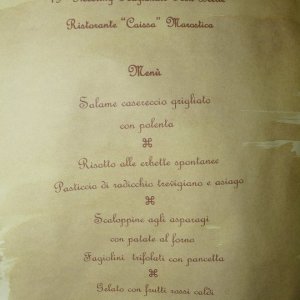 Meeting
Ristorante "Caissa" Marostica
Menù
Salame casereccio grigliato
con polenta
⌘
Risotto alle erbette spontanee
Pasticcio di radicchio trevigiano e asiago
⌘
Scaloppine agli asparagi
con patate al forno
Fagiolini trifolati con pancetta
⌘
Gelato con frutti rossi caldi